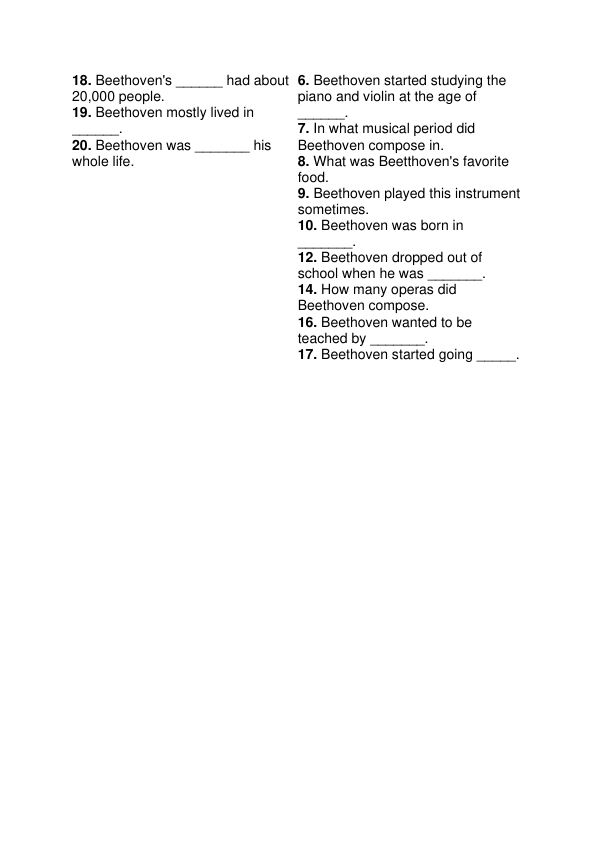 18. Beethoven's ______ had about
20,000 people.
19. Beethoven mostly lived in
______.
20. Beethoven was _______ his
whole life.
6. Beethoven started studying the
piano and violin at the age of
______.
7. In what musical period did
Beethoven compose in.
8. What was Beetthoven's favorite
food.
9. Beethoven played this instrument
sometimes.
10. Beethoven was born in
_______.
12. Beethoven dropped out of
school when he was _______.
14. How many operas did
Beethoven compose.
16. Beethoven wanted to be
teached by _______.
17. Beethoven started going _____.